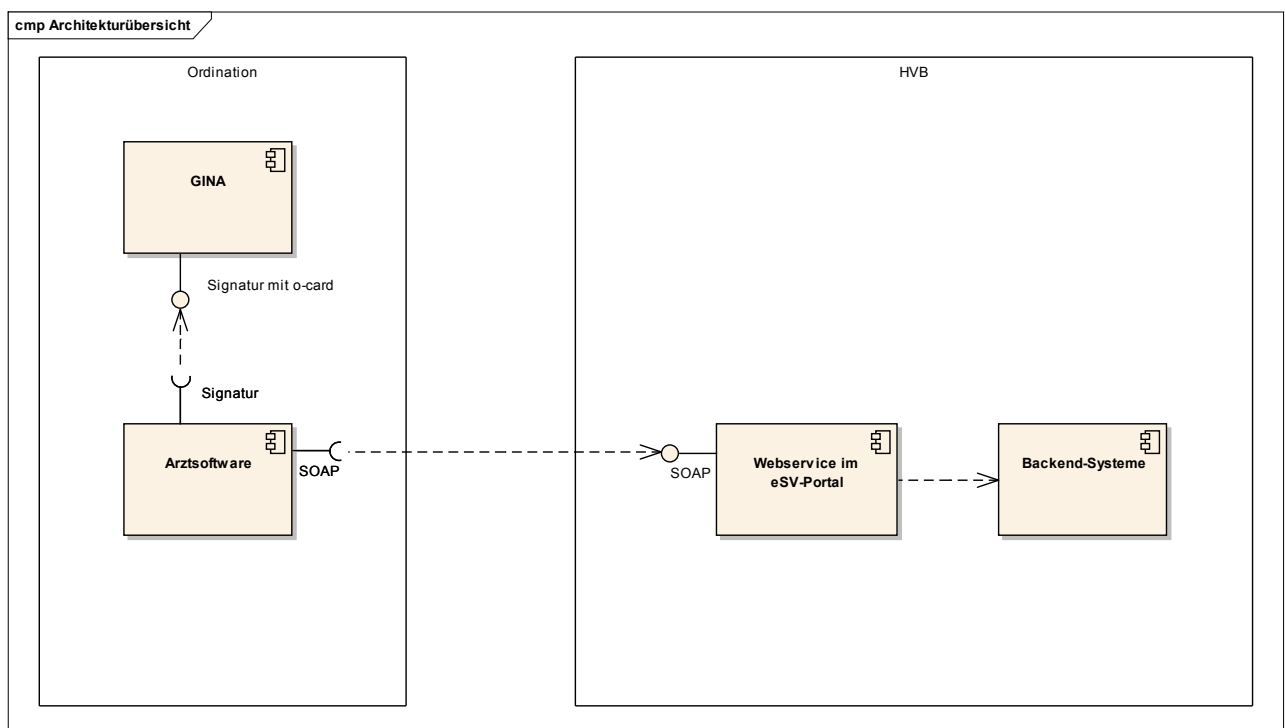 cmp Architekturübersicht
Ordination
HVB
GINA
Signatur mit o-card
Signatur
Arztsoftware
SOAP
SOAP
Webservice im
eSV-Portal
Backend-Systeme